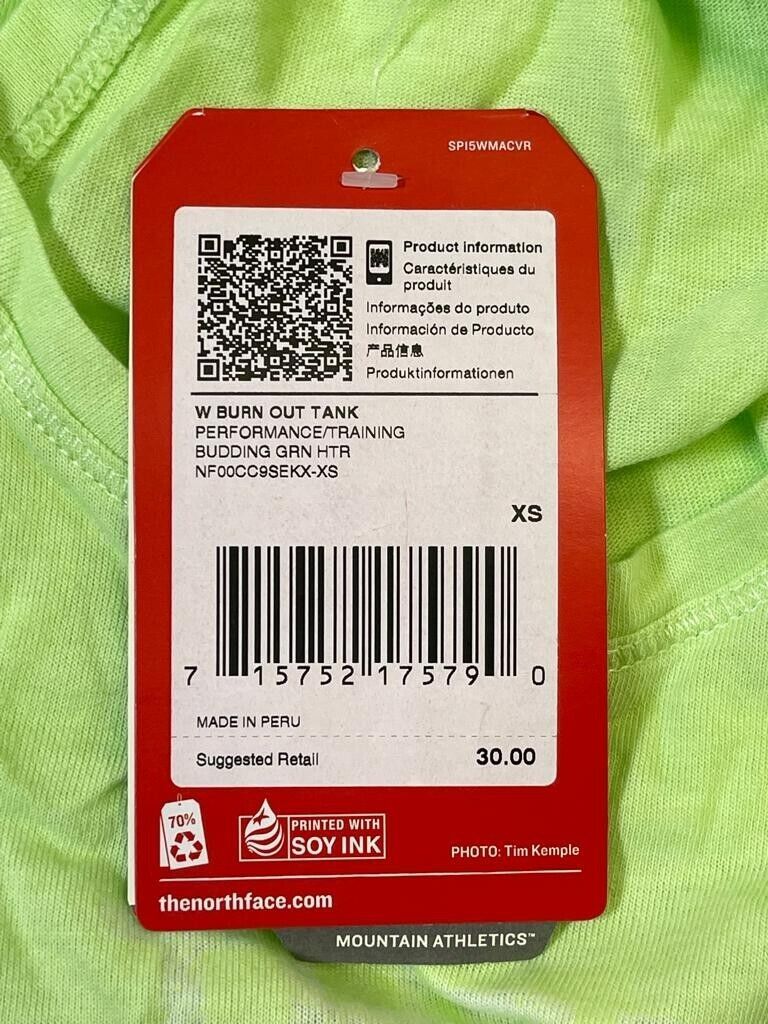 SP15WMACVR
Product information
Caractéristiques du
produit
Informações do produto
Información de Producto
产品信息
Produktinformationen
W BURN OUT TANK
PERFORMANCE/TRAINING
BUDDING GRN HTR
NF00CC9SEKX-XS
XS
7 15752 17579 0
MADE IN PERU
Suggested Retail 30.00
70%
PRINTED WITH
SOY INK
PHOTO: Tim Kemple
thenorthface.com
MOUNTAIN ATHLETICS™